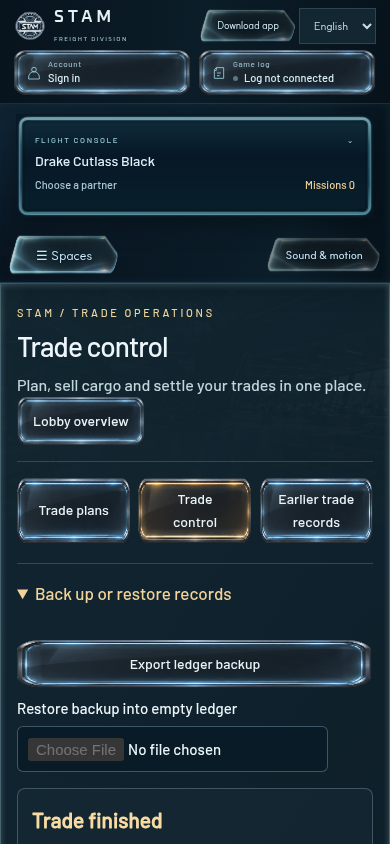 STAM
STAM
FREIGHT DIVISION
Download app
English
Account
Sign in
Game log
Log not connected
FLIGHT CONSOLE
Drake Cutlass Black
Choose a partner
Missions 0
☰ Spaces
Sound & motion
STAM / TRADE OPERATIONS
Trade control
Plan, sell cargo and settle your trades in one place.
Lobby overview
Trade plans
Trade
control
Earlier trade
records
▼ Back up or restore records
Export ledger backup
Restore backup into empty ledger
Choose File No file chosen
Trade finished